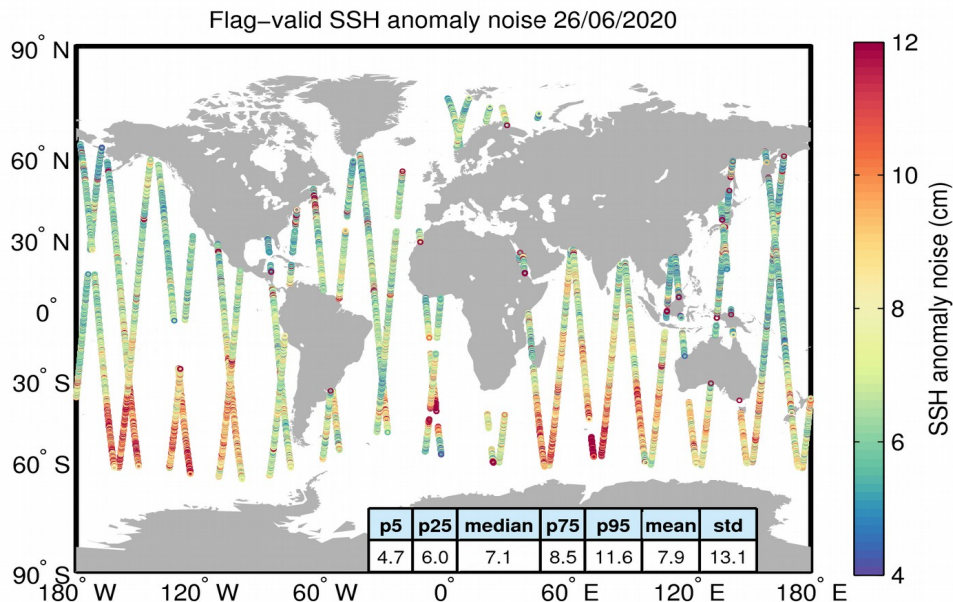 Flag−valid SSH anomaly noise 26/06/2020
90° N
60° N
30° N
0°
30° S
60° S
90° S
180° W
120° W
60° W
0°
60° E
120° E
180° E
p5 p25 median p75 p95 mean std
4.7 6.0 7.1 8.5 11.6 7.9 13.1
12
10
8
6
4
SSH anomaly noise (cm)